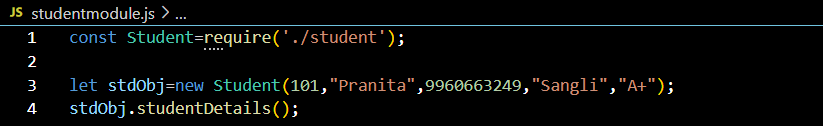 JS studentmodule.js > ...
1 const Student=require('./student');
2
3 let stdObj=new Student(101,"Pranita",9960663249,"Sangli","A+");
4 stdObj.studentDetails();